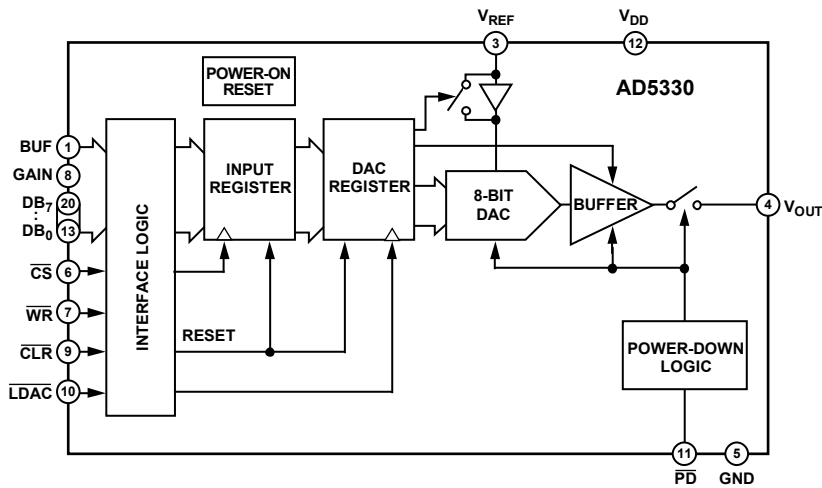 VREF
3
VDD
12
POWER-ON
RESET
AD5330
BUF 1
GAIN 8
DB7 20
:
DB0 13
CS 6
WR 7
CLR 9
LDAC 10
INTERFACE LOGIC
INPUT
REGISTER
DAC
REGISTER
8-BIT
DAC
BUFFER
4 VOUT
RESET
POWER-DOWN
LOGIC
11
PD
5
GND